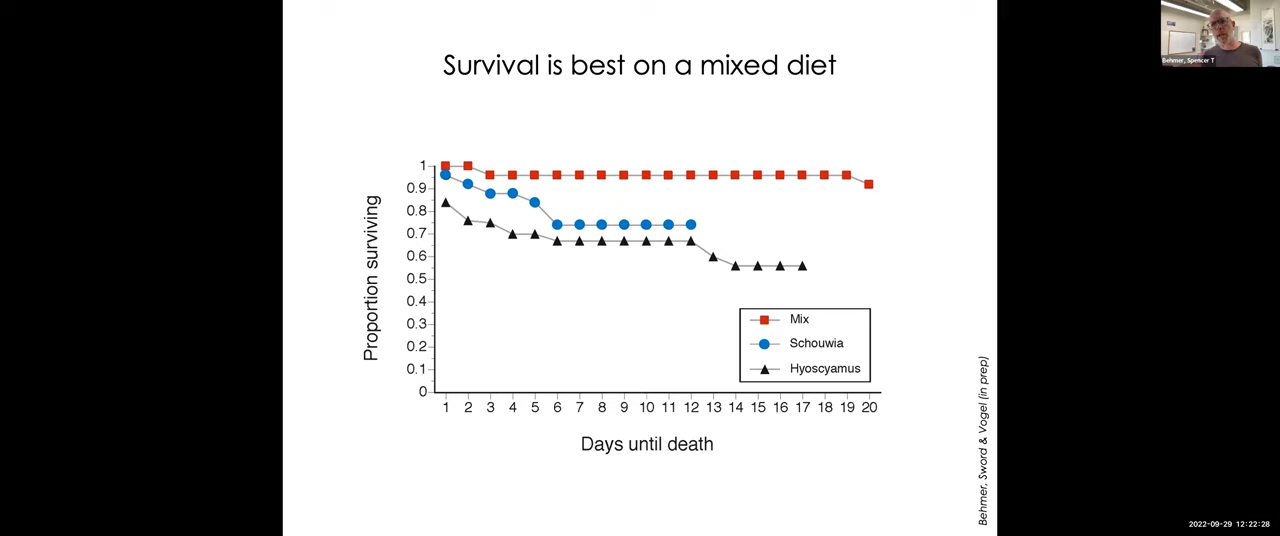 Survival is best on a mixed diet
Behmer, Spencer T
Proportion surviving
1
0.9
0.8
0.7
0.6
0.5
0.4
0.3
0.2
0.1
0
Mix
Schouwia
Hyoscyamus
1 2 3 4 5 6 7 8 9 10 11 12 13 14 15 16 17 18 19 20
Days until death
Behmer, Sword & Vogel (in prep)
2022-09-29 12:22:28